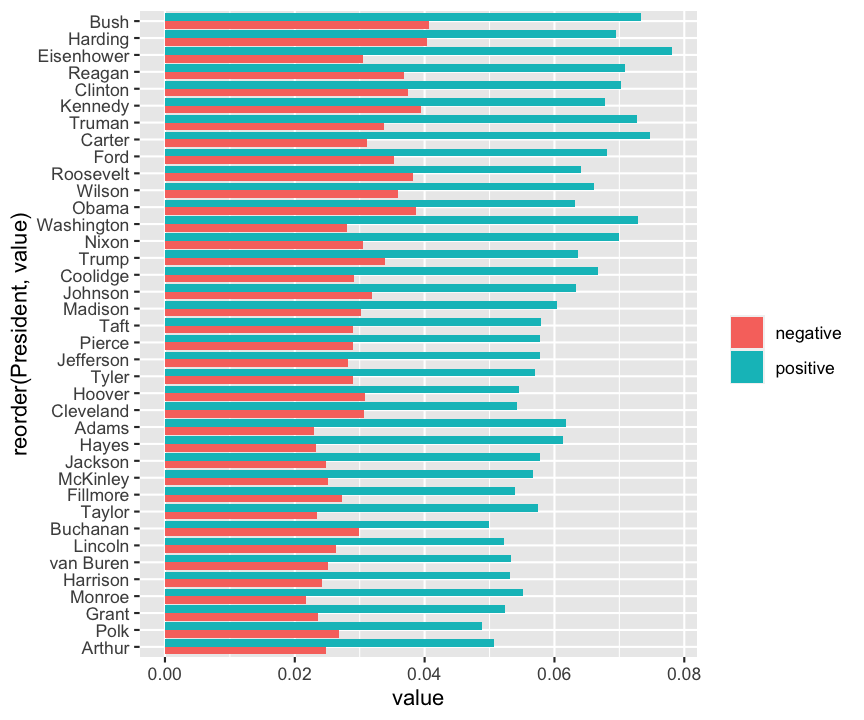 Bush
Harding
Eisenhower
Reagan
Clinton
Kennedy
Truman
Carter
Ford
Roosevelt
Wilson
Obama
Washington
Nixon
Trump
Coolidge
Johnson
Madison
Taft
Pierce
Jefferson
Tyler
Hoover
Cleveland
Adams
Hayes
Jackson
McKinley
Fillmore
Taylor
Buchanan
Lincoln
van Buren
Harrison
Monroe
Grant
Polk
Arthur
reorder(President, value)
0.00 0.02 0.04 0.06 0.08
value
negative
positive